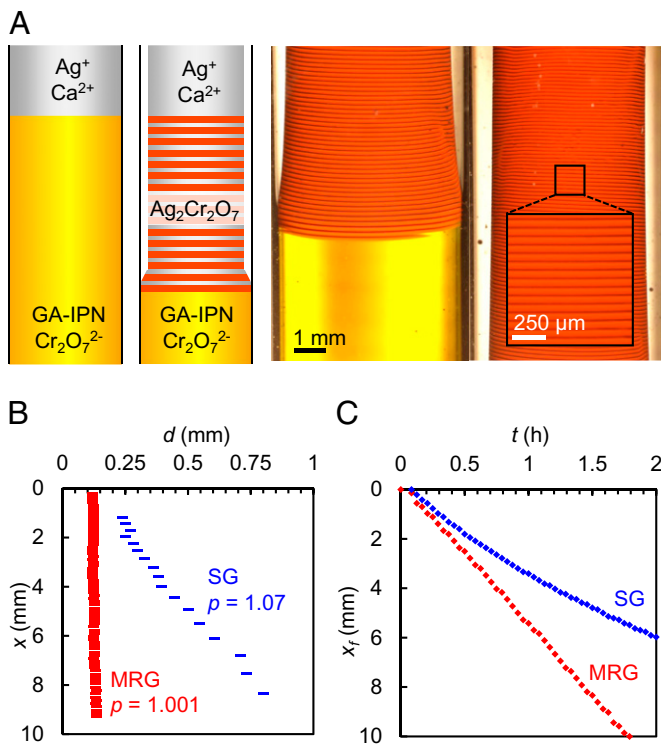 A
Ag⁺
Ca²⁺
GA-IPN
Cr₂O₇²⁻
Ag⁺
Ca²⁺
Ag₂Cr₂O₇
GA-IPN
Cr₂O₇²⁻
1 mm
250 µm
B
d (mm)
0 0.25 0.5 0.75 1
x (mm)
0
2
4
6
8
10
SG
p = 1.07
MRG
p = 1.001
C
t (h)
0 0.5 1 1.5 2
x_f (mm)
0
2
4
6
8
10
SG
MRG